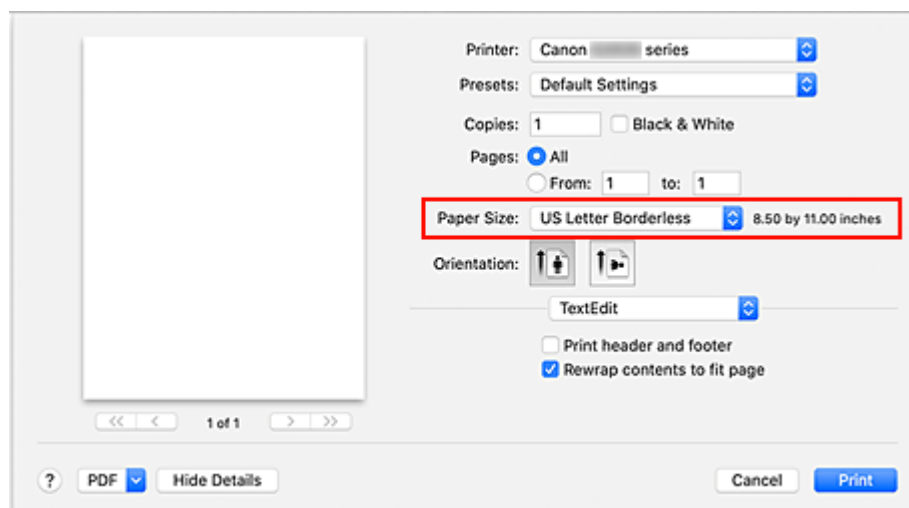 Printer: Canon series
Presets: Default Settings
Copies: 1 Black & White
Pages: All
From: 1 to: 1
Paper Size: US Letter Borderless 8.50 by 11.00 inches
Orientation:
TextEdit
Print header and footer
Rewrap contents to fit page
<< < 1 of 1 > >>
? PDF Hide Details Cancel Print